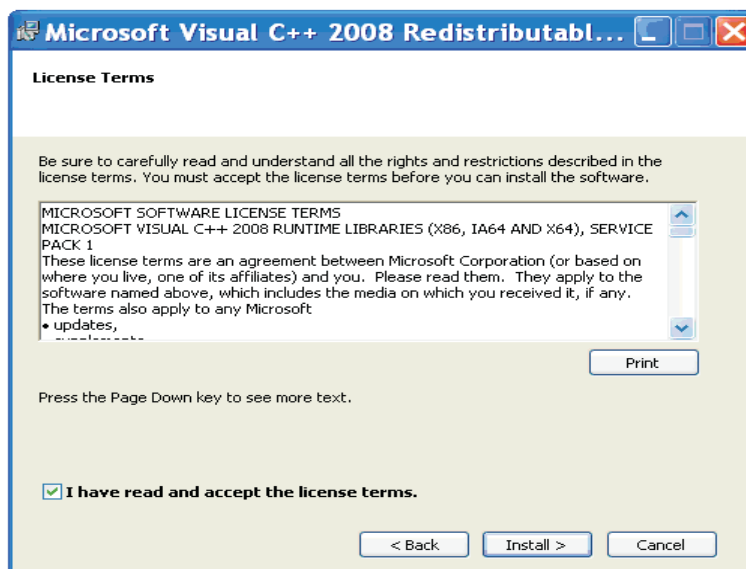 Microsoft Visual C++ 2008 Redistributabl...
License Terms
Be sure to carefully read and understand all the rights and restrictions described in the
license terms. You must accept the license terms before you can install the software.
MICROSOFT SOFTWARE LICENSE TERMS
MICROSOFT VISUAL C++ 2008 RUNTIME LIBRARIES (X86, IA64 AND X64), SERVICE
PACK 1
These license terms are an agreement between Microsoft Corporation (or based on
where you live, one of its affiliates) and you.  Please read them.  They apply to the
software named above, which includes the media on which you received it, if any.
The terms also apply to any Microsoft
• updates,
Print
Press the Page Down key to see more text.
I have read and accept the license terms.
< Back
Install >
Cancel